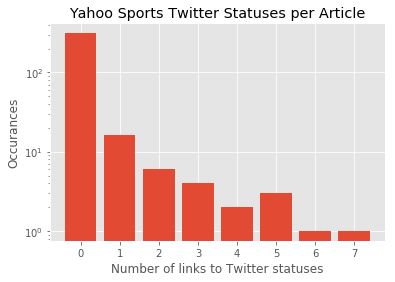 Yahoo Sports Twitter Statuses per Article
Occurances
10²
10¹
10⁰
0 1 2 3 4 5 6 7
Number of links to Twitter statuses